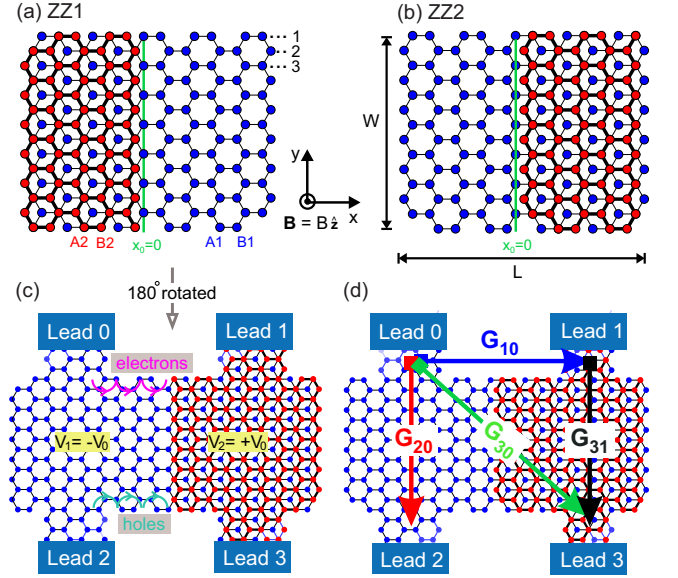 (a) ZZ1
(b) ZZ2
1
2
3
W
y
x
B = B ẑ
A2 B2
x₀=0
A1 B1
x₀=0
L
180° rotated
(c)
(d)
Lead 0
Lead 1
Lead 0
Lead 1
electrons
G₁₀
V₁= -V₀
V₂= +V₀
G₂₀
G₃₀
G₃₁
holes
Lead 2
Lead 3
Lead 2
Lead 3